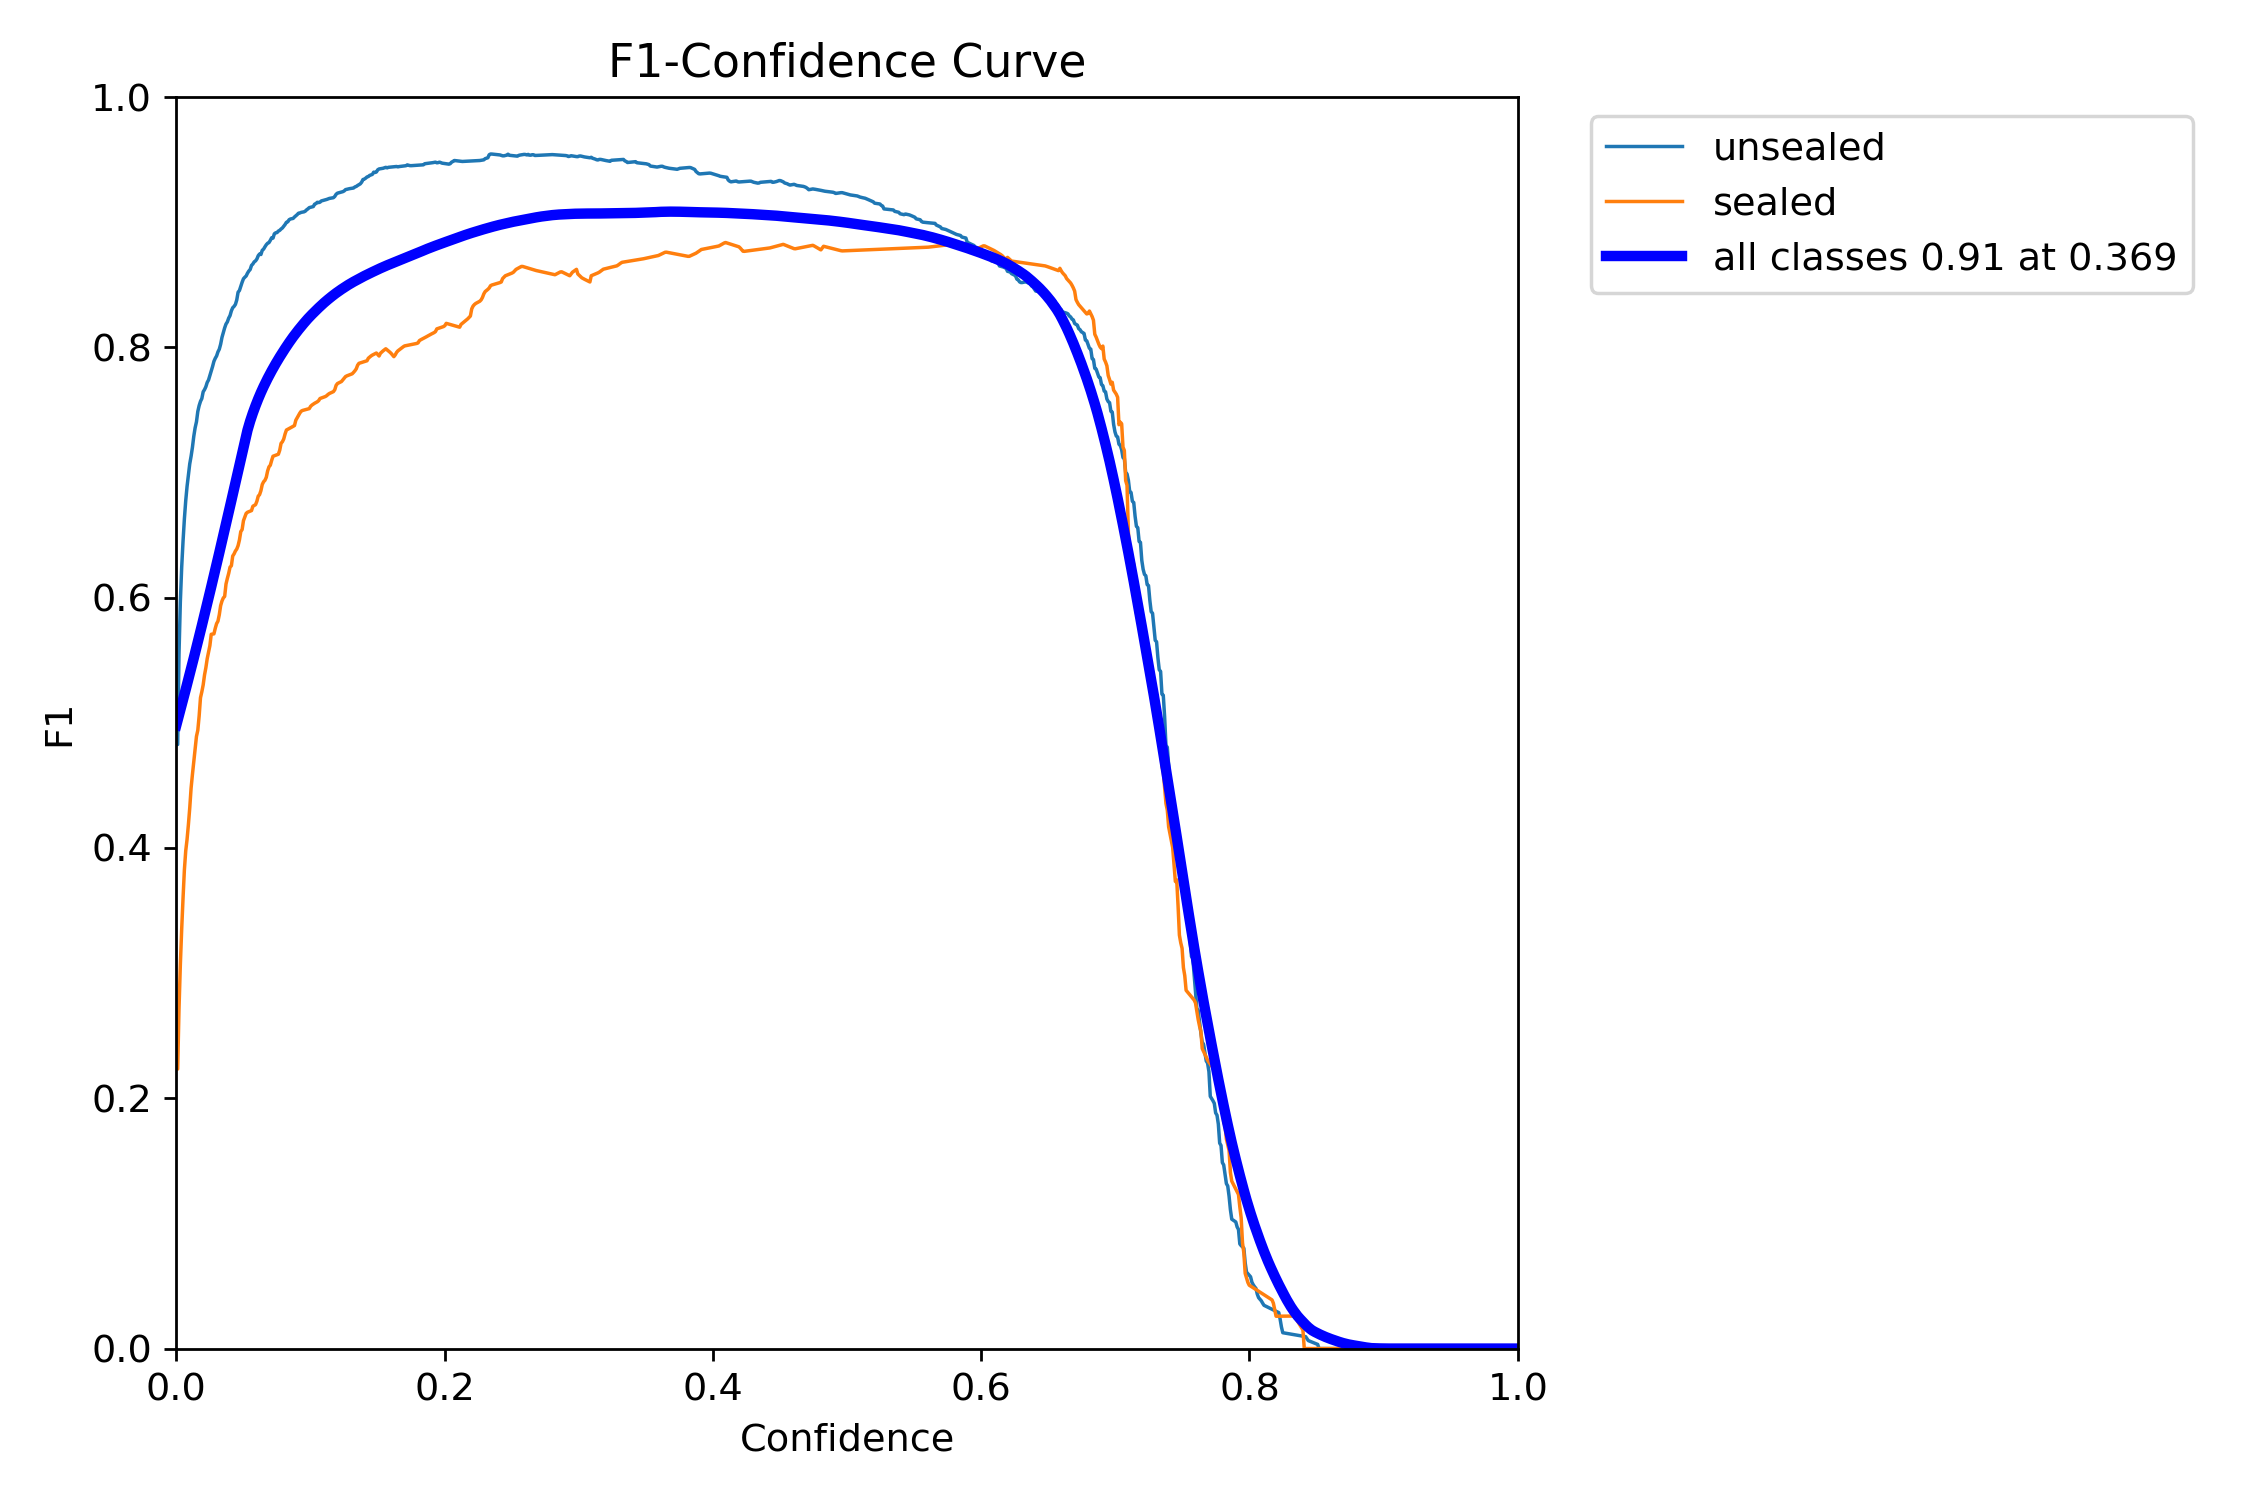 F1-Confidence Curve
unsealed
sealed
all classes 0.91 at 0.369
F1
1.0
0.8
0.6
0.4
0.2
0.0
0.0 0.2 0.4 0.6 0.8 1.0
Confidence